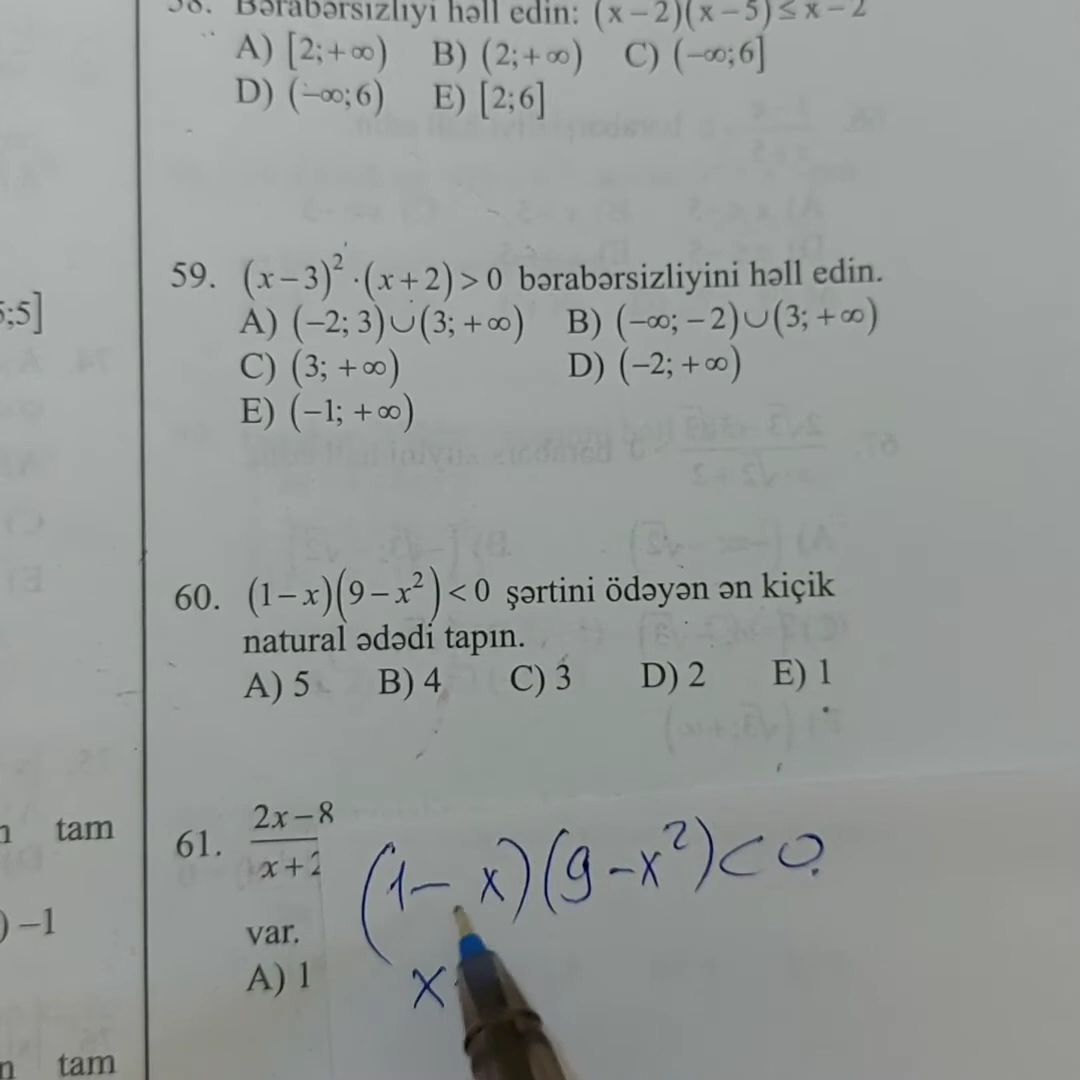 58. Bərabərsizliyi həll edin: (x−2)(x−5)≤x−2
A) [2;+∞) B) (2;+∞) C) (−∞;6]
D) (−∞;6) E) [2;6]
59. (x−3)²·(x+2)>0 bərabərsizliyini həll edin.
A) (−2; 3)∪(3; +∞) B) (−∞; −2)∪(3; +∞)
C) (3; +∞) D) (−2; +∞)
E) (−1; +∞)
60. (1−x)(9−x²)<0 şərtini ödəyən ən kiçik
natural ədədi tapın.
A) 5 B) 4 C) 3 D) 2 E) 1
61. 2x−8
x+2
var.
A) 1
(1−x)(9−x²)<0
x
;5]
tam
) −1
tam